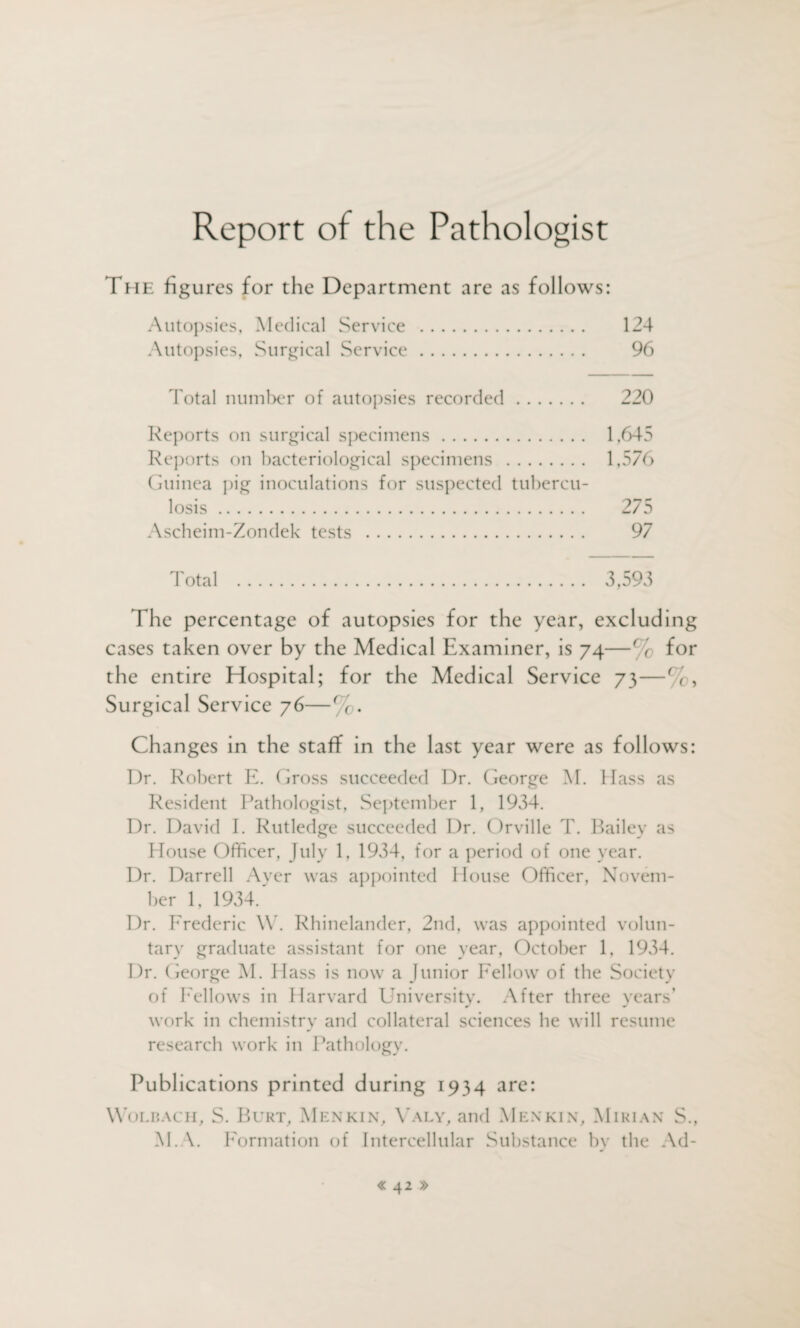 Report of the Pathologist
THE figures for the Department are as follows:
Autopsies, Medical Service ................ 124
Autopsies, Surgical Service ................ 96
Total number of autopsies recorded ....... 220
Reports on surgical specimens .............. 1,645
Reports on bacteriological specimens ........ 1,576
Guinea pig inoculations for suspected tubercu-
losis .................................... 275
Ascheim-Zondek tests ..................... 97
Total .................................. 3,593
The percentage of autopsies for the year, excluding
cases taken over by the Medical Examiner, is 74—% for
the entire Hospital; for the Medical Service 73—%,
Surgical Service 76—%.
Changes in the staff in the last year were as follows:
Dr. Robert E. Gross succeeded Dr. George M. Hass as
Resident Pathologist, September 1, 1934.
Dr. David I. Rutledge succeeded Dr. Orville T. Bailey as
House Officer, July 1, 1934, for a period of one year.
Dr. Darrell Ayer was appointed House Officer, Novem-
ber 1, 1934.
Dr. Frederic W. Rhinelander, 2nd, was appointed volun-
tary graduate assistant for one year, October 1, 1934.
Dr. George M. Hass is now a Junior Fellow of the Society
of Fellows in Harvard University. After three years'
work in chemistry and collateral sciences he will resume
research work in Pathology.
Publications printed during 1934 are:
WOLBACH, S. BURT, MENKIN, VALY, and MENKIN, MIRIAN S.,
M.A. Formation of Intercellular Substance by the Ad-
« 42 »